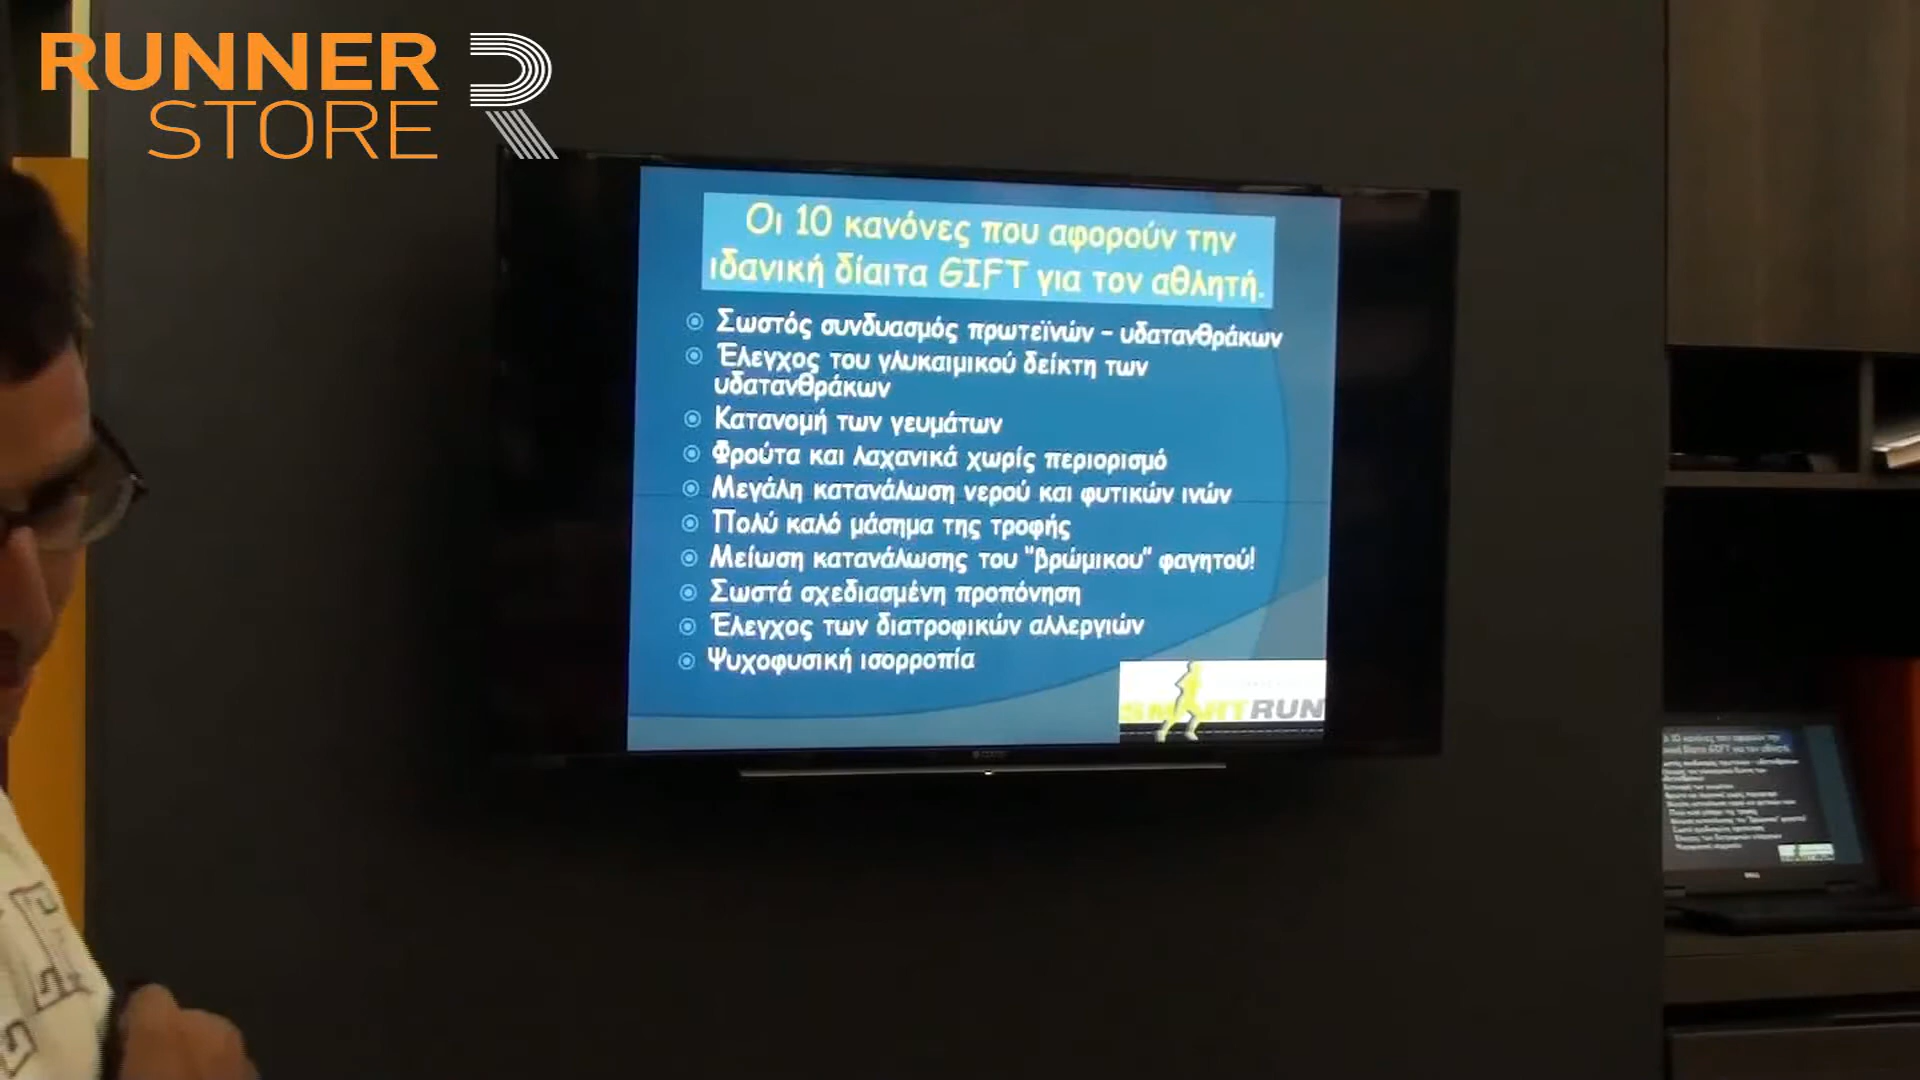 RUNNER
STORE
Οι 10 κανόνες που αφορούν την
ιδανική δίαιτα GIFT για τον αθλητή.
Σωστός συνδυασμός πρωτεϊνών – υδατανθράκων
Έλεγχος του γλυκαιμικού δείκτη των
υδατανθράκων
Κατανομή των γευμάτων
Φρούτα και λαχανικά χωρίς περιορισμό
Μεγάλη κατανάλωση νερού και φυτικών ινών
Πολύ καλό μάσημα της τροφής
Μείωση κατανάλωσης του "βρώμικου" φαγητού!
Σωστά σχεδιασμένη προπόνηση
Έλεγχος των διατροφικών αλλεργιών
Ψυχοφυσική ισορροπία
SMARTRUN
DELL